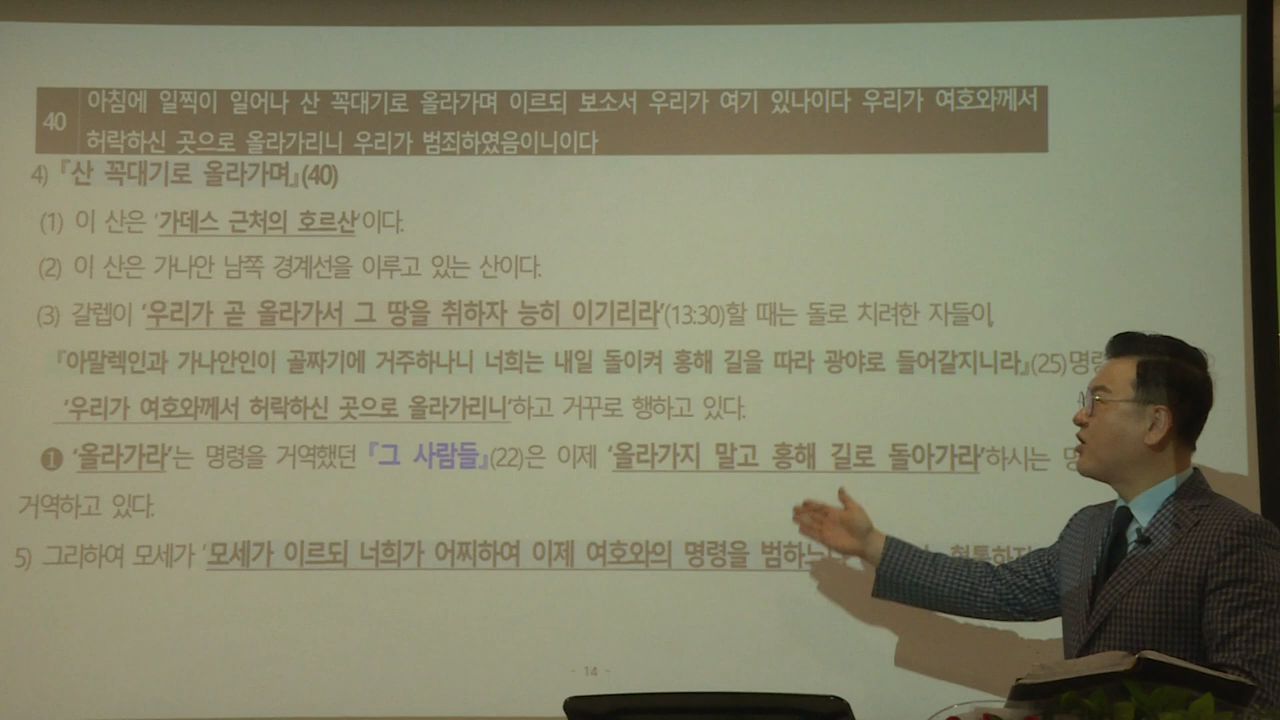 40 아침에 일찍이 일어나 산 꼭대기로 올라가며 이르되 보소서 우리가 여기 있나이다 우리가 여호와께서
허락하신 곳으로 올라가리니 우리가 범죄하였음이니이다
4) 『산 꼭대기로 올라가며』(40)
(1) 이 산은 '가데스 근처의 호르산'이다.
(2) 이 산은 가나안 남쪽 경계선을 이루고 있는 산이다.
(3) 갈렙이 '우리가 곧 올라가서 그 땅을 취하자 능히 이기리라'(13:30)할 때는 돌로 치려한 자들이,
『아말렉인과 가나안인이 골짜기에 거주하나니 너희는 내일 돌이켜 홍해 길을 따라 광야로 들어갈지니라』(25)
'우리가 여호와께서 허락하신 곳으로 올라가리니'하고 거꾸로 행하고 있다.
❶ '올라가라'는 명령을 거역했던 『그 사람들』(22)은 이제 '올라가지 말고 홍해 길로 돌아가라'하시는
거역하고 있다.
5) 그리하여 모세가 '모세가 이르되 너희가 어찌하여 이제 여호와의 명령을
- 14 -